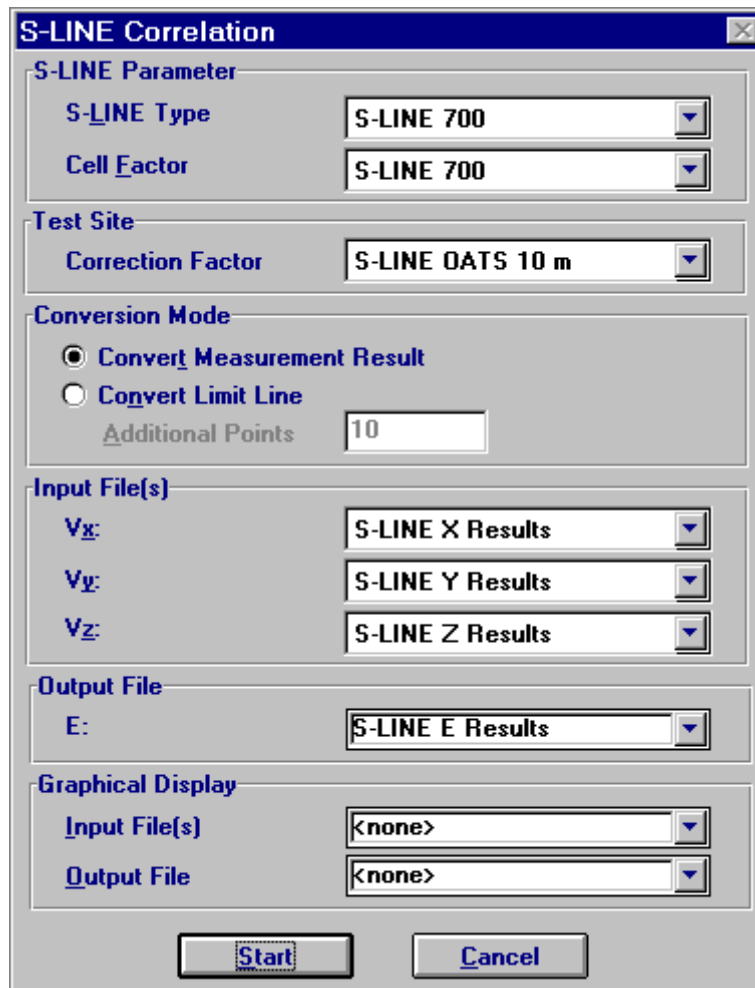 S-LINE Correlation
S-LINE Parameter
S-LINE Type S-LINE 700
Cell Factor S-LINE 700
Test Site
Correction Factor S-LINE OATS 10 m
Conversion Mode
Convert Measurement Result
Convert Limit Line
Additional Points 10
Input File(s)
Vx: S-LINE X Results
Vy: S-LINE Y Results
Vz: S-LINE Z Results
Output File
E: S-LINE E Results
Graphical Display
Input File(s) <none>
Output File <none>
Start Cancel